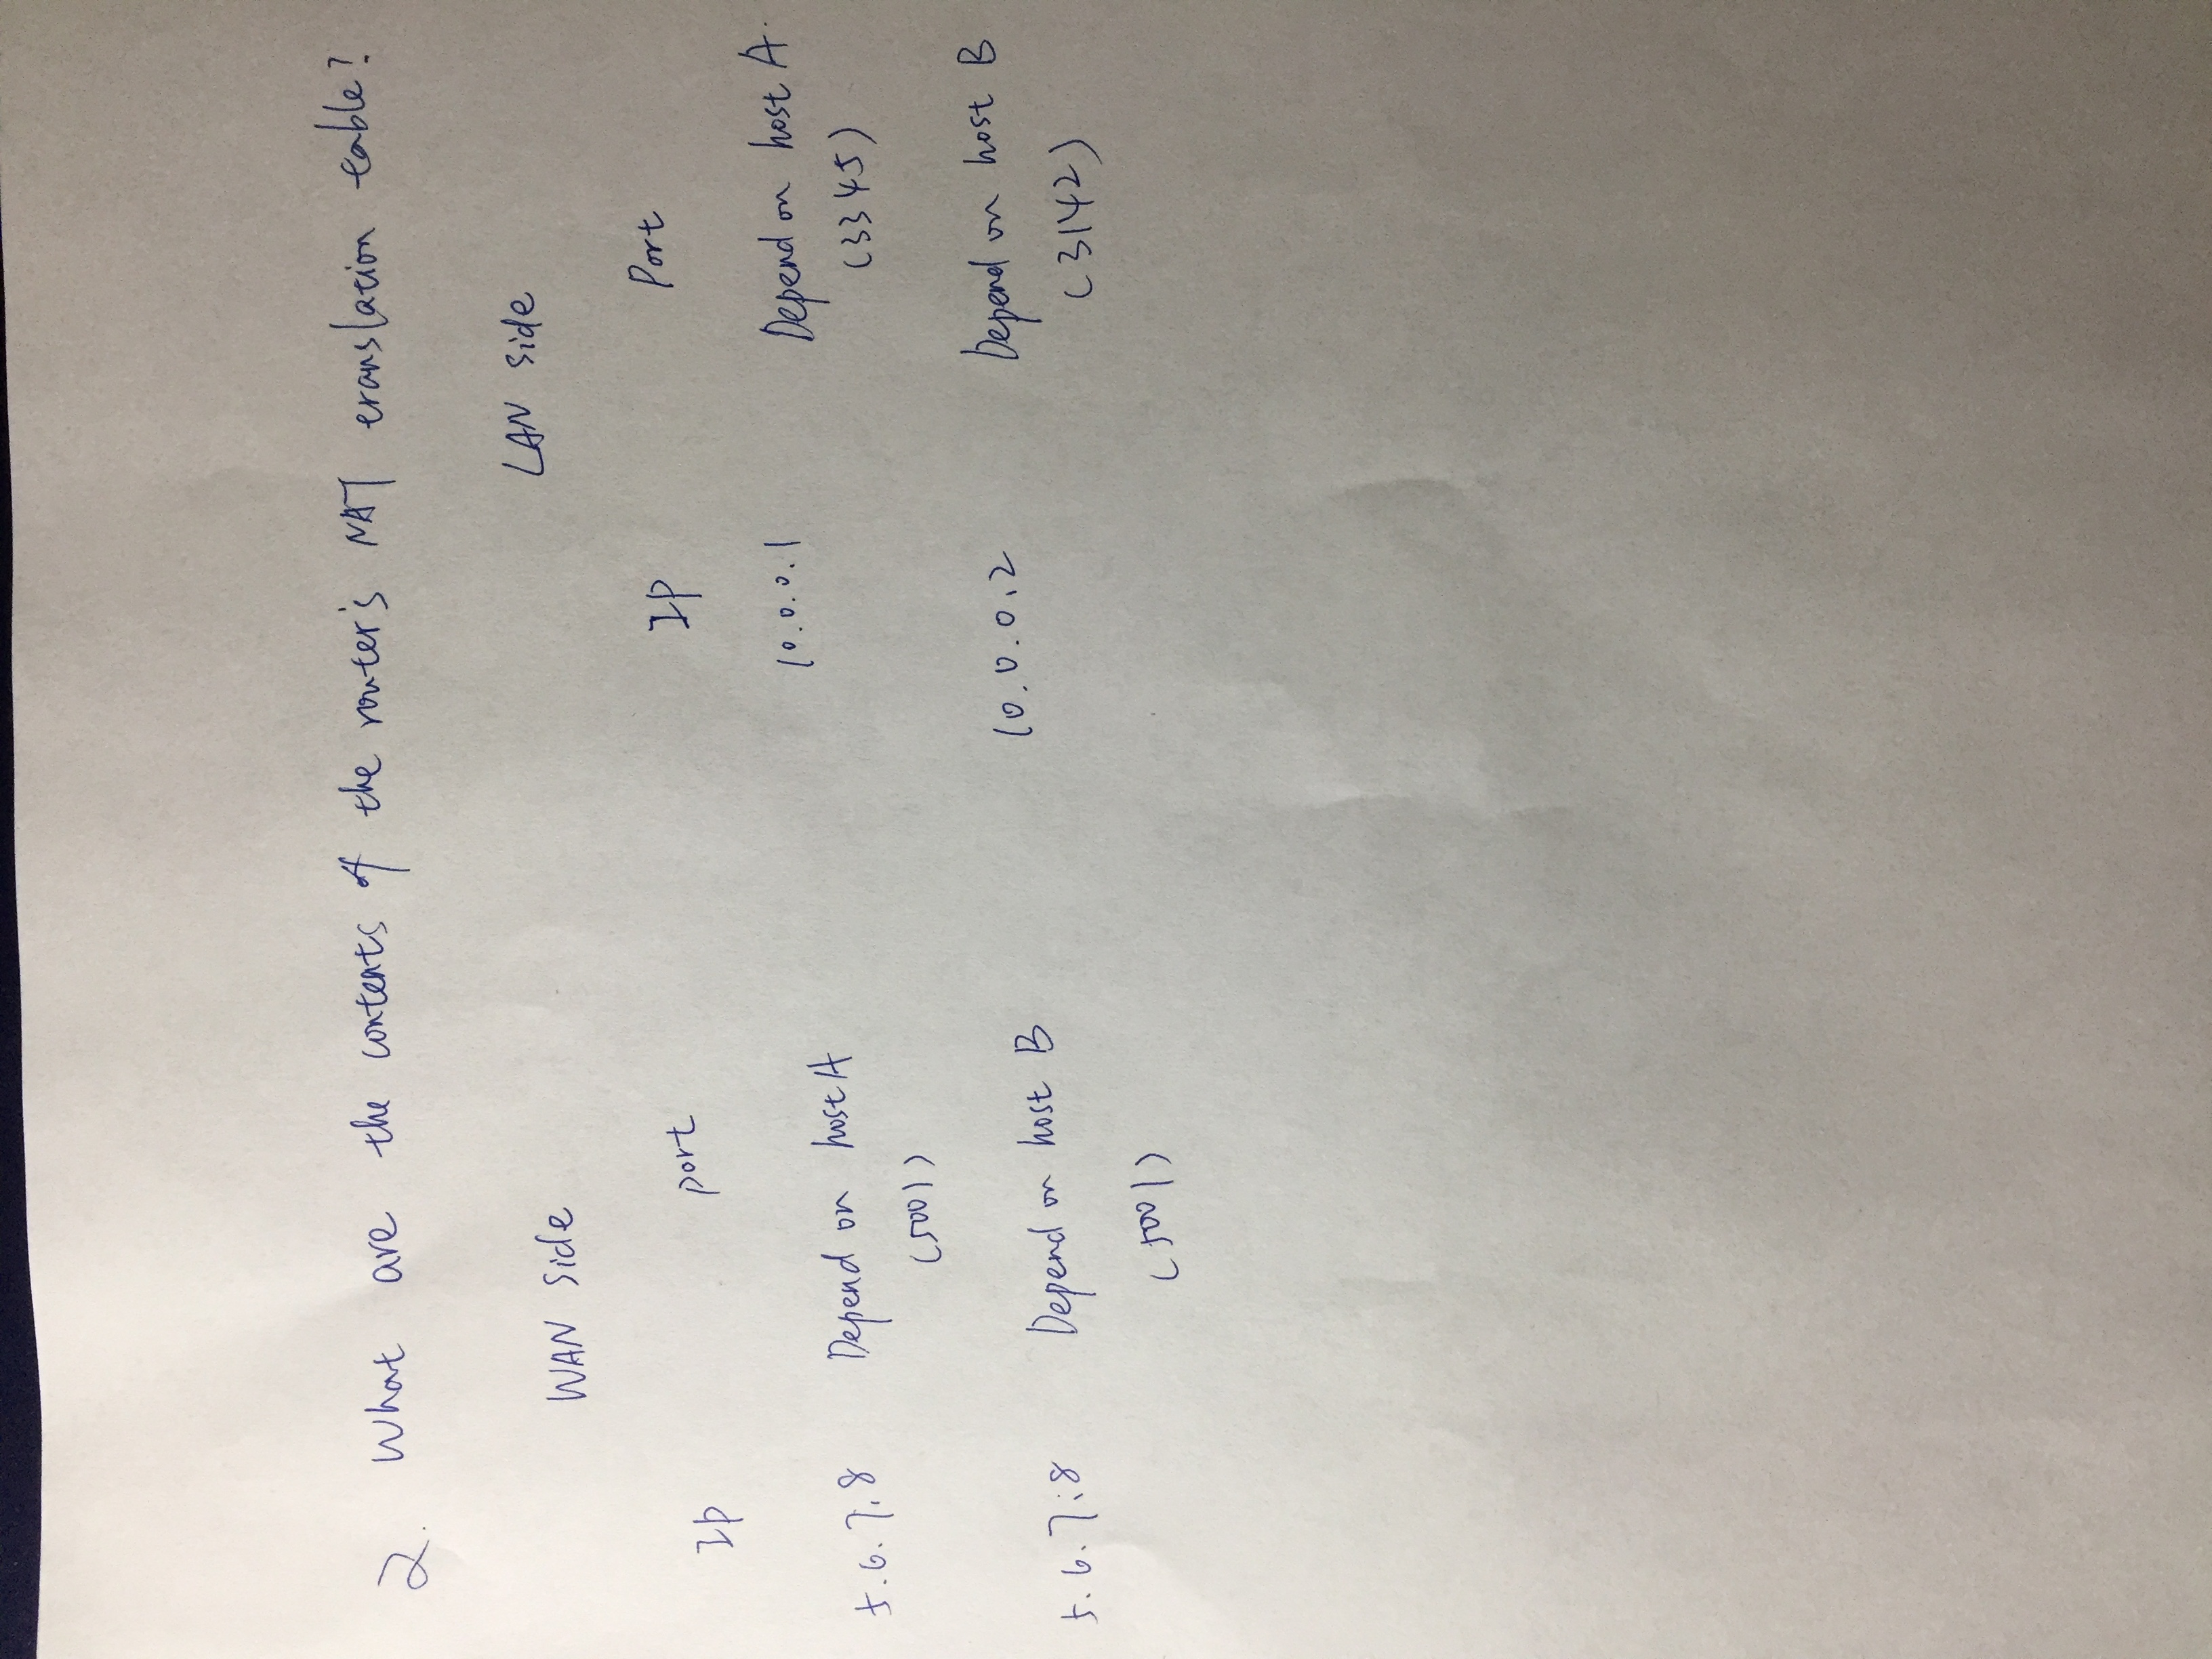 2. What are the contents of the router's NAT translation table?
WAN side LAN side
IP port IP Port
5.6.7.8 Depend on host A 10.0.0.1 Depend on host A.
(5001) (3345)
5.6.7.8 Depend on host B 10.0.0.2 Depend on host B
(5001) (3142)